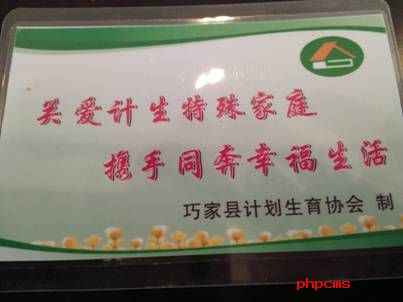 关爱计生特殊家庭
携手同奔幸福生活
巧家县计划生育协会 制
phpcms